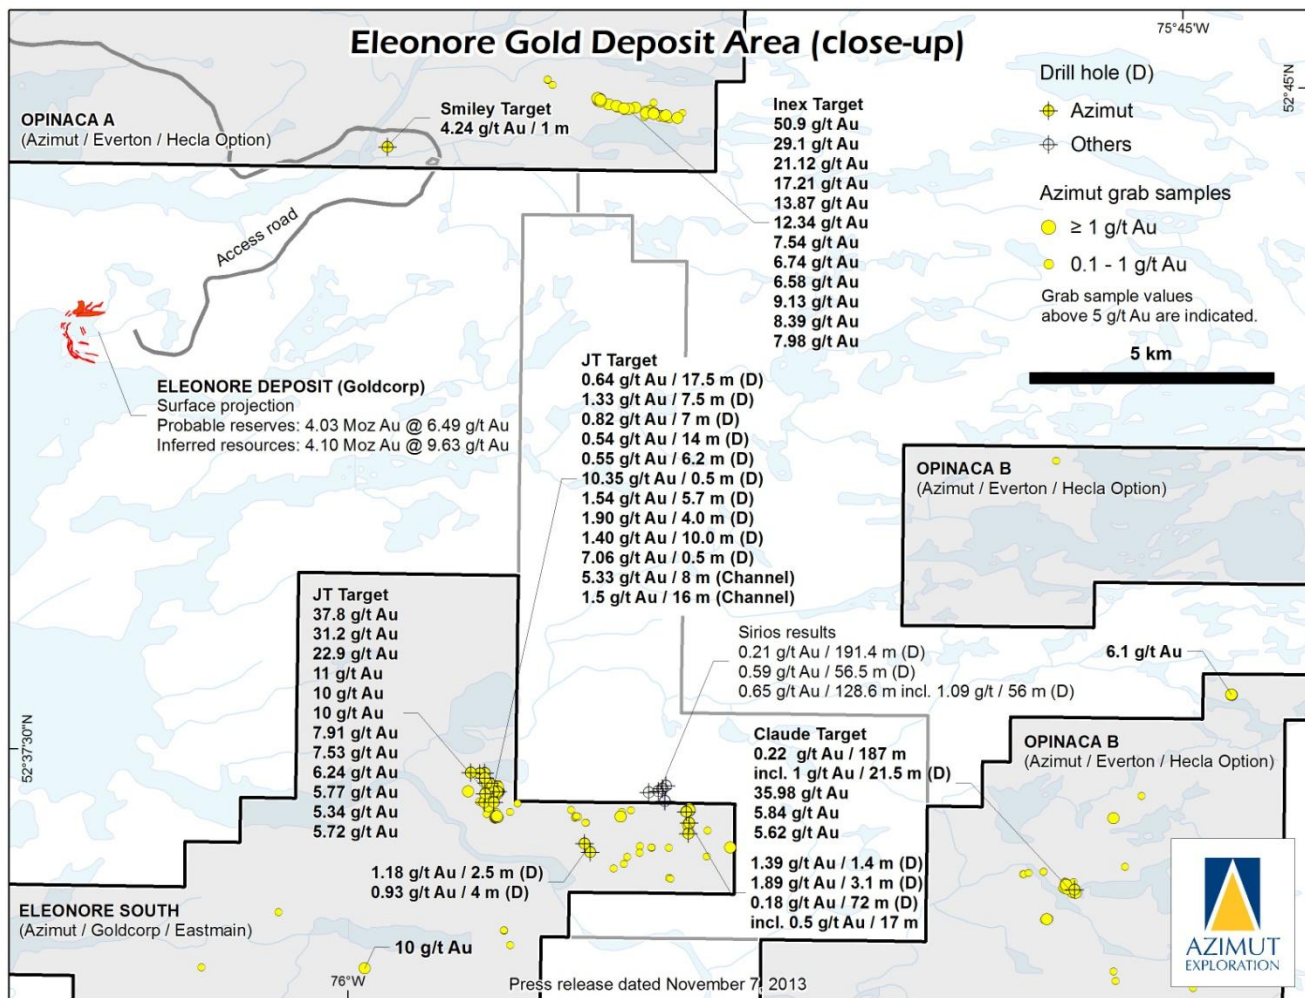 Eleonore Gold Deposit Area (close-up)
75°45'W
52°45'N
Drill hole (D)
Azimut
Others
Azimut grab samples
≥ 1 g/t Au
0.1 - 1 g/t Au
Grab sample values
above 5 g/t Au are indicated.
5 km
OPINACA A
(Azimut / Everton / Hecla Option)
Smiley Target
4.24 g/t Au / 1 m
Inex Target
50.9 g/t Au
29.1 g/t Au
21.12 g/t Au
17.21 g/t Au
13.87 g/t Au
12.34 g/t Au
7.54 g/t Au
6.74 g/t Au
6.58 g/t Au
9.13 g/t Au
8.39 g/t Au
7.98 g/t Au
Access road
ELEONORE DEPOSIT (Goldcorp)
Surface projection
Probable reserves: 4.03 Moz Au @ 6.49 g/t Au
Inferred resources: 4.10 Moz Au @ 9.63 g/t Au
JT Target
0.64 g/t Au / 17.5 m (D)
1.33 g/t Au / 7.5 m (D)
0.82 g/t Au / 7 m (D)
0.54 g/t Au / 14 m (D)
0.55 g/t Au / 6.2 m (D)
10.35 g/t Au / 0.5 m (D)
1.54 g/t Au / 5.7 m (D)
1.90 g/t Au / 4.0 m (D)
1.40 g/t Au / 10.0 m (D)
7.06 g/t Au / 0.5 m (D)
5.33 g/t Au / 8 m (Channel)
1.5 g/t Au / 16 m (Channel)
OPINACA B
(Azimut / Everton / Hecla Option)
JT Target
37.8 g/t Au
31.2 g/t Au
22.9 g/t Au
11 g/t Au
10 g/t Au
10 g/t Au
7.91 g/t Au
7.53 g/t Au
6.24 g/t Au
5.77 g/t Au
5.34 g/t Au
5.72 g/t Au
Sirios results
0.21 g/t Au / 191.4 m (D)
0.59 g/t Au / 56.5 m (D)
0.65 g/t Au / 128.6 m incl. 1.09 g/t / 56 m (D)
6.1 g/t Au
52°37'30"N
Claude Target
0.22 g/t Au / 187 m
incl. 1 g/t Au / 21.5 m (D)
35.98 g/t Au
5.84 g/t Au
5.62 g/t Au
OPINACA B
(Azimut / Everton / Hecla Option)
1.18 g/t Au / 2.5 m (D)
0.93 g/t Au / 4 m (D)
1.39 g/t Au / 1.4 m (D)
1.89 g/t Au / 3.1 m (D)
0.18 g/t Au / 72 m (D)
incl. 0.5 g/t Au / 17 m
ELEONORE SOUTH
(Azimut / Goldcorp / Eastmain)
10 g/t Au
76°W
Press release dated November 7, 2013
AZIMUT
EXPLORATION